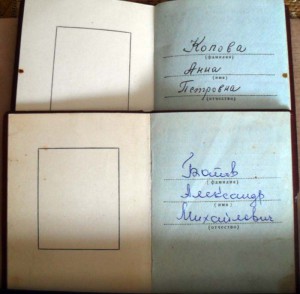 Копова
(фамилия)
Анна
(имя)
Петровна
(отчество)
(фамилия)
Александр
(имя)
Михайлович
(отчество)